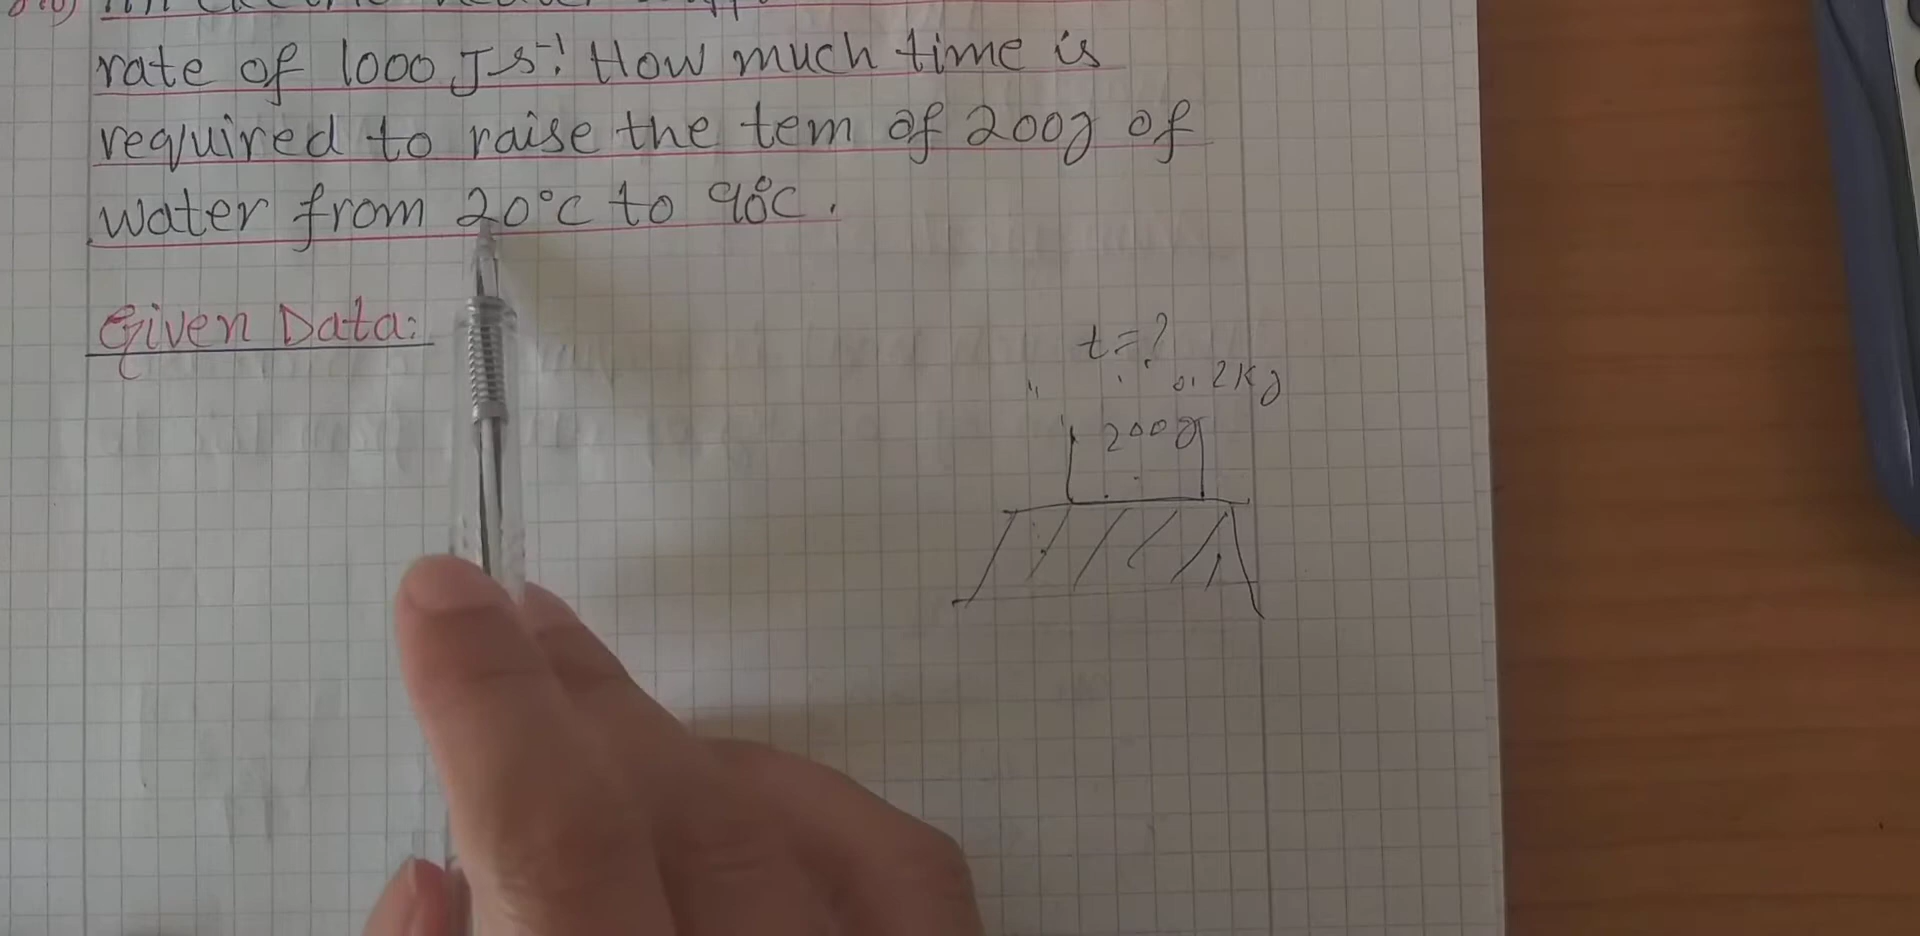 rate of 1000 Js⁻¹. How much time is
required to raise the tem of 200g of
water from 20°C to 90°C.
Given Data:
t=?
0.2Kg
200g